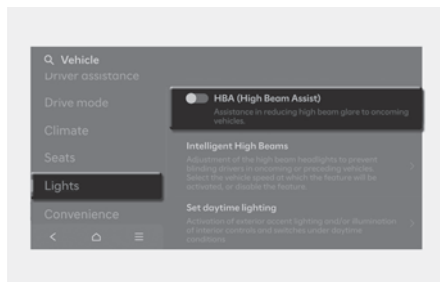 Vehicle
Driver assistance
Drive mode
Climate
Seats
Lights
Convenience
HBA (High Beam Assist)
Assistance in reducing high beam glare to oncoming
vehicles.
Intelligent High Beams
Adjustment of the high beam headlights to prevent
blinding drivers in oncoming or preceding vehicles.
Select the vehicle speed at which the feature will be
activated, or disable the feature
Set daytime lighting
Activation of exterior accent lighting and/or illumination
of interior controls and switches under daytime
conditions